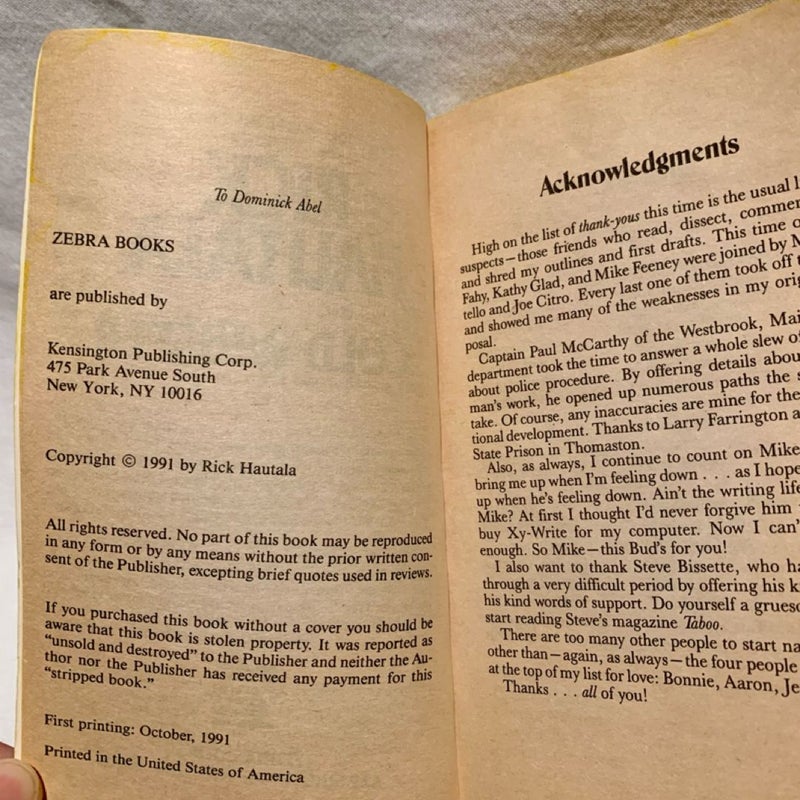 To Dominick Abel
ZEBRA BOOKS
are published by
Kensington Publishing Corp.
475 Park Avenue South
New York, NY 10016
Copyright © 1991 by Rick Hautala
All rights reserved. No part of this book may be reproduced
in any form or by any means without the prior written con-
sent of the Publisher, excepting brief quotes used in reviews.
If you purchased this book without a cover you should be
aware that this book is stolen property. It was reported as
“unsold and destroyed” to the Publisher and neither the Au-
thor nor the Publisher has received any payment for this
“stripped book.”
First printing: October, 1991
Printed in the United States of America
Acknowledgments
High on the list of thank-yous this time is the usual
suspects—those friends who read, dissect,
and shred my outlines and first drafts. This time
Fahy, Kathy Glad, and Mike Feeney were joined by
tello and Joe Citro. Every last one of them took off
and showed me many of the weaknesses in my
posal.
Captain Paul McCarthy of the Westbrook,
department took the time to answer a whole slew
about police procedure. By offering details
man's work, he opened up numerous paths the
take. Of course, any inaccuracies are mine for the
tional development. Thanks to Larry Farrington
State Prison in Thomaston.
Also, as always, I continue to count on Mike
bring me up when I'm feeling down . . . as I hope
up when he's feeling down. Ain't the writing life
Mike? At first I thought I'd never forgive him
buy Xy-Write for my computer. Now I
enough. So Mike—this Bud's for you!
I also want to thank Steve Bissette, who
through a very difficult period by offering his
his kind words of support. Do yourself a
start reading Steve's magazine Taboo.
There are too many other people to start
other than—again, as always—the four people
at the top of my list for love: Bonnie, Aaron,
Thanks . . . all of you!